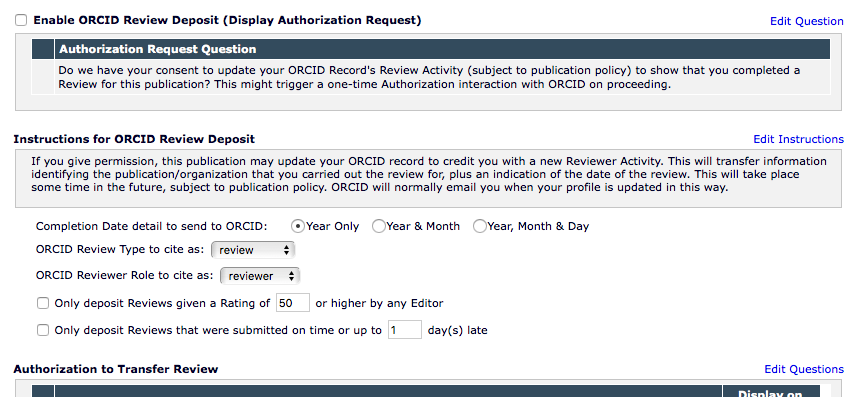 Enable ORCID Review Deposit (Display Authorization Request)
Edit Question
Authorization Request Question
Do we have your consent to update your ORCID Record's Review Activity (subject to publication policy) to show that you completed a
Review for this publication? This might trigger a one-time Authorization interaction with ORCID on proceeding.
Instructions for ORCID Review Deposit
Edit Instructions
If you give permission, this publication may update your ORCID record to credit you with a new Reviewer Activity. This will transfer information
identifying the publication/organization that you carried out the review for, plus an indication of the date of the review. This will take place
some time in the future, subject to publication policy. ORCID will normally email you when your profile is updated in this way.
Completion Date detail to send to ORCID: Year Only Year & Month Year, Month & Day
ORCID Review Type to cite as: review
ORCID Reviewer Role to cite as: reviewer
Only deposit Reviews given a Rating of 50 or higher by any Editor
Only deposit Reviews that were submitted on time or up to 1 day(s) late
Authorization to Transfer Review
Edit Questions
Display on